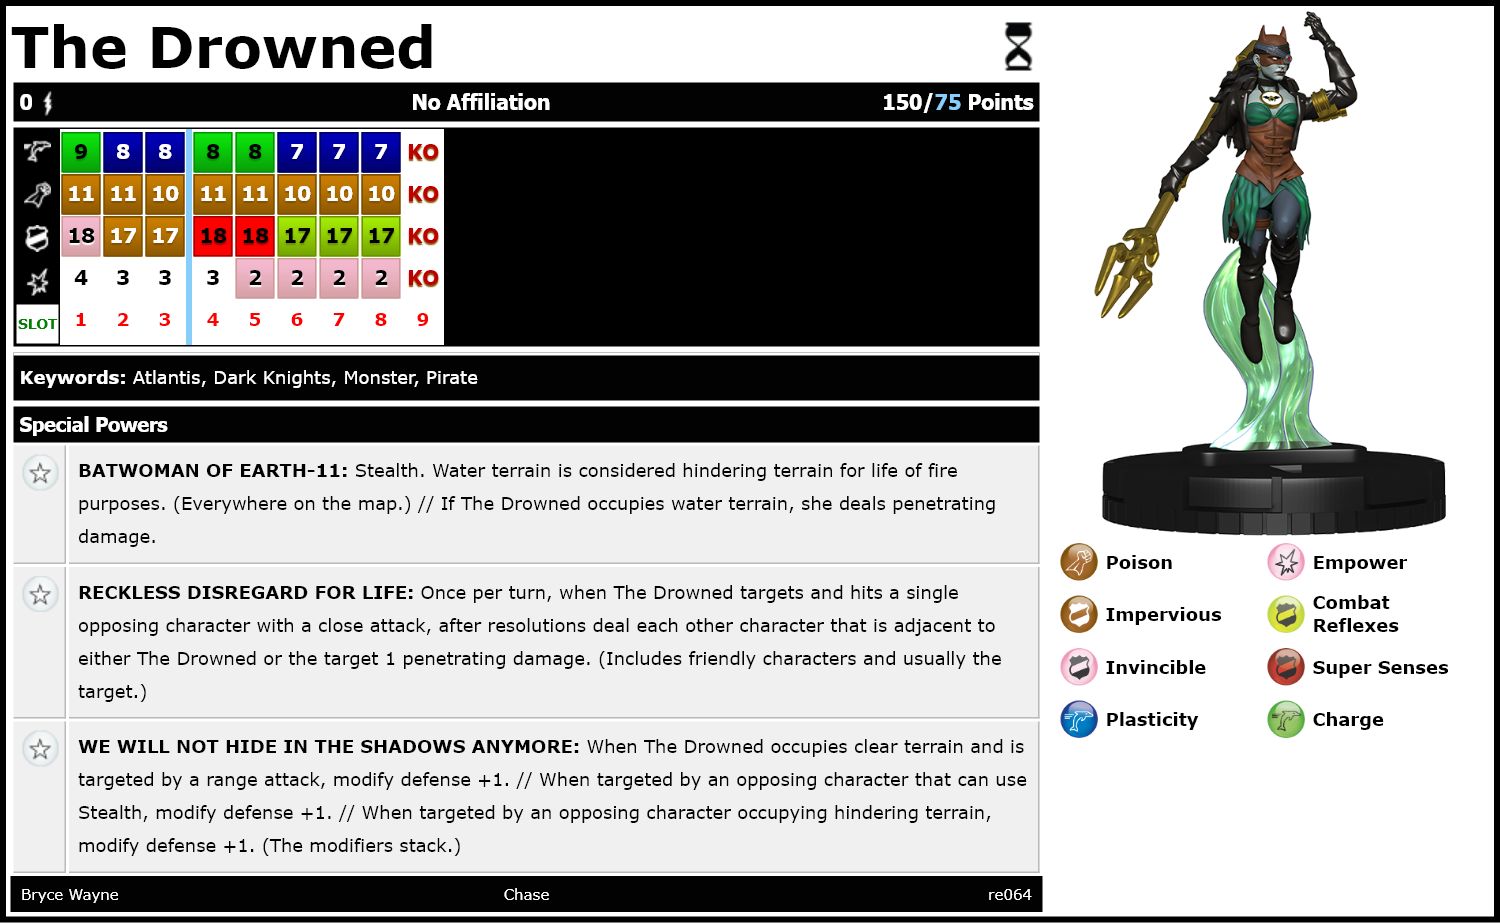 The Drowned
0 No Affiliation 150/75 Points
9 8 8 8 8 7 7 7 KO
11 11 10 11 11 10 10 10 KO
18 17 17 18 18 17 17 17 KO
4 3 3 3 2 2 2 2 KO
SLOT 1 2 3 4 5 6 7 8 9
Keywords: Atlantis, Dark Knights, Monster, Pirate
Special Powers
BATWOMAN OF EARTH-11: Stealth. Water terrain is considered hindering terrain for life of fire
purposes. (Everywhere on the map.) // If The Drowned occupies water terrain, she deals penetrating
damage.
RECKLESS DISREGARD FOR LIFE: Once per turn, when The Drowned targets and hits a single
opposing character with a close attack, after resolutions deal each other character that is adjacent to
either The Drowned or the target 1 penetrating damage. (Includes friendly characters and usually the
target.)
WE WILL NOT HIDE IN THE SHADOWS ANYMORE: When The Drowned occupies clear terrain and is
targeted by a range attack, modify defense +1. // When targeted by an opposing character that can use
Stealth, modify defense +1. // When targeted by an opposing character occupying hindering terrain,
modify defense +1. (The modifiers stack.)
Bryce Wayne Chase re064
Poison
Empower
Impervious
Combat
Reflexes
Invincible
Super Senses
Plasticity
Charge